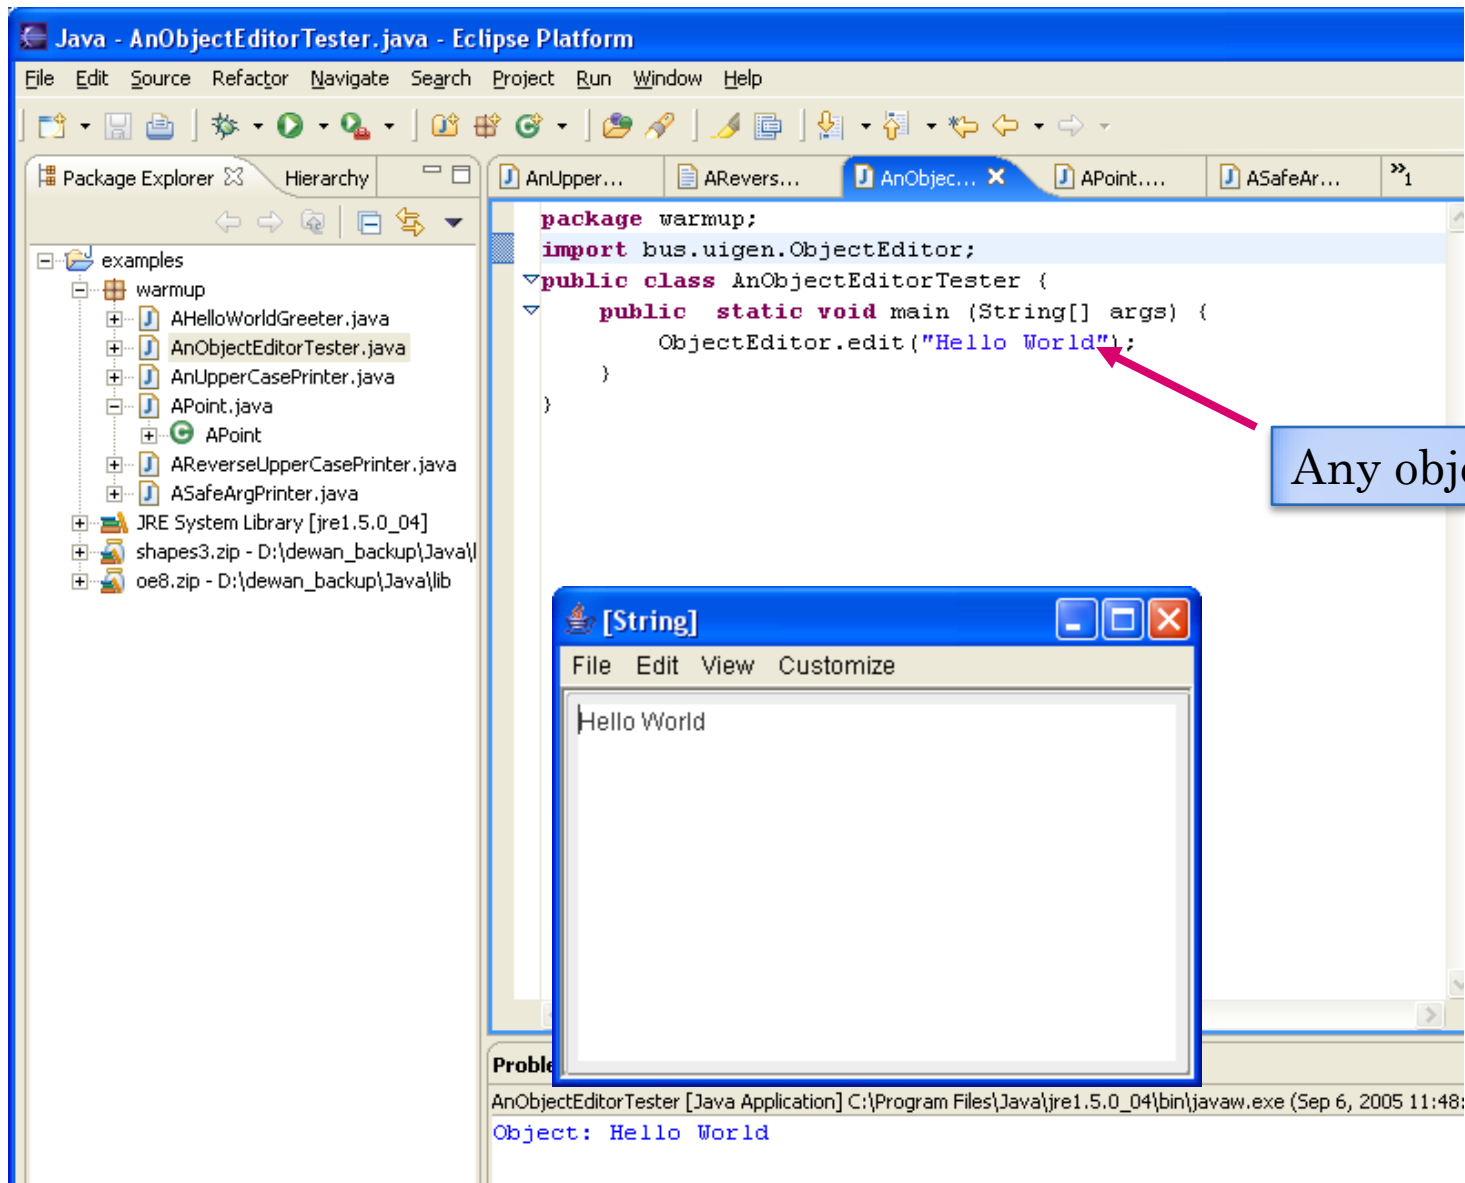 Java - AnObjectEditorTester.java - Eclipse Platform
File Edit Source Refactor Navigate Search Project Run Window Help
Package Explorer Hierarchy
AnUpper... ARevers... AnObjec... APoint.... ASafeAr... »1
examples
warmup
AHelloWorldGreeter.java
AnObjectEditorTester.java
AnUpperCasePrinter.java
APoint.java
APoint
AReverseUpperCasePrinter.java
ASafeArgPrinter.java
JRE System Library [jre1.5.0_04]
shapes3.zip - D:\dewan_backup\Java\l
oe8.zip - D:\dewan_backup\Java\lib
package warmup;
import bus.uigen.ObjectEditor;
public class AnObjectEditorTester {
public static void main (String[] args) {
ObjectEditor.edit("Hello World");
}
}
Any obj
[String]
File Edit View Customize
Hello World
Proble
AnObjectEditorTester [Java Application] C:\Program Files\Java\jre1.5.0_04\bin\javaw.exe (Sep 6, 2005 11:48:
Object: Hello World